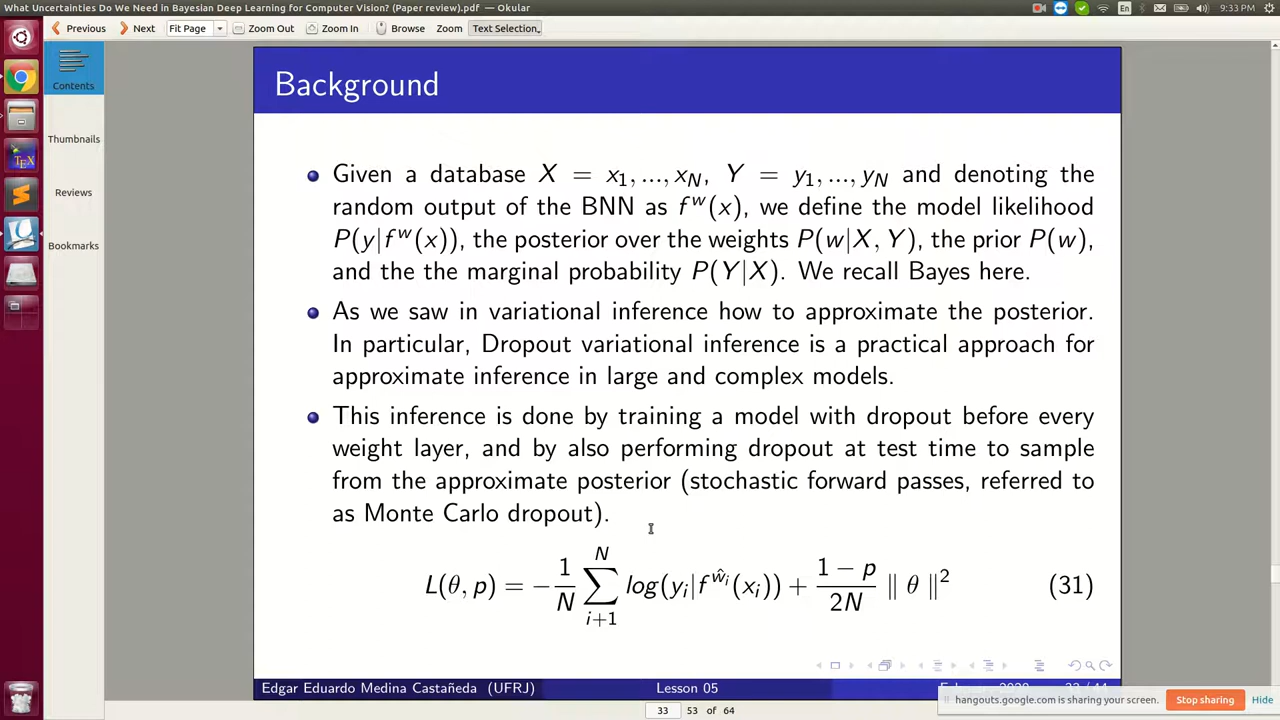 What Uncertainties Do We Need in Bayesian Deep Learning for Computer Vision? (Paper review).pdf – Okular
En 9:33 PM
Previous Next Fit Page Zoom Out Zoom In Browse Zoom Text Selection
Contents
Thumbnails
Reviews
Bookmarks
Background
Given a database X = x₁, ..., x_N, Y = y₁, ..., y_N and denoting the
random output of the BNN as f^w(x), we define the model likelihood
P(y|f^w(x)), the posterior over the weights P(w|X, Y), the prior P(w),
and the the marginal probability P(Y|X). We recall Bayes here.
As we saw in variational inference how to approximate the posterior.
In particular, Dropout variational inference is a practical approach for
approximate inference in large and complex models.
This inference is done by training a model with dropout before every
weight layer, and by also performing dropout at test time to sample
from the approximate posterior (stochastic forward passes, referred to
as Monte Carlo dropout).
L(θ, p) = −1/N ∑_{i+1}^{N} log(y_i|f^{ŵ_i}(x_i)) + (1 − p)/2N ‖ θ ‖² (31)
Edgar Eduardo Medina Castañeda (UFRJ) Lesson 05
hangouts.google.com is sharing your screen. Stop sharing Hide
33 53 of 64